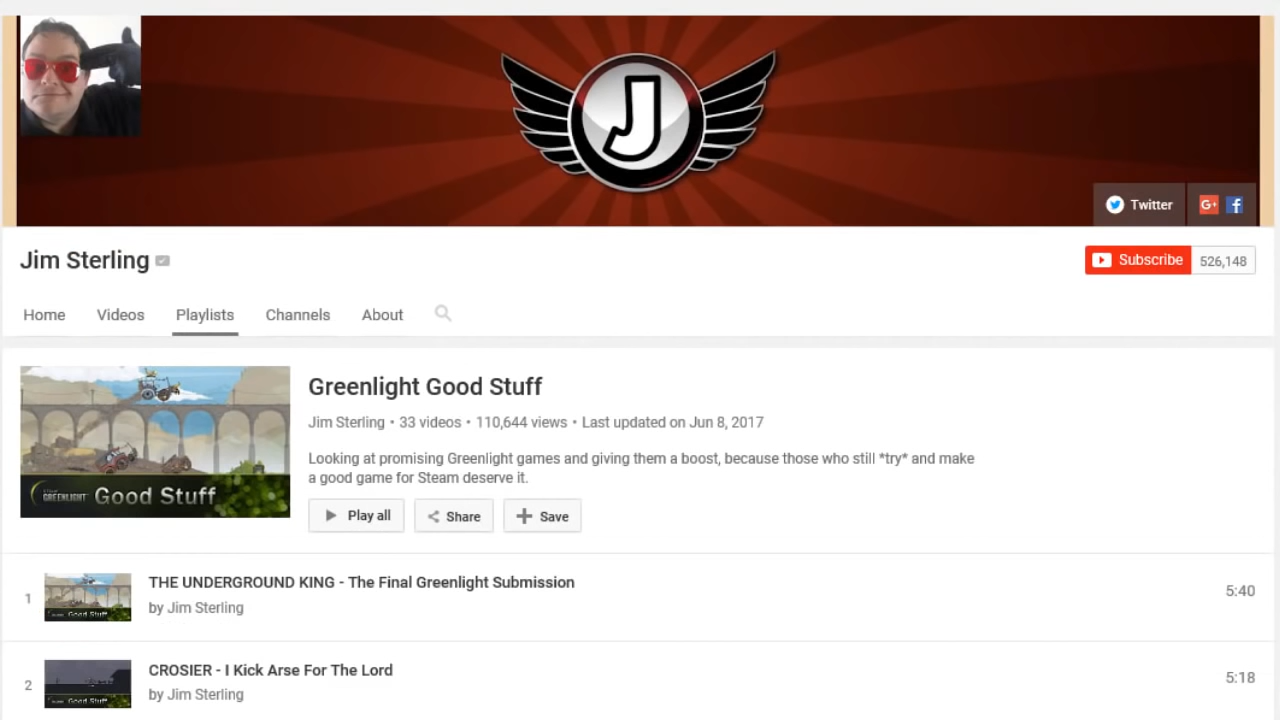 J
Twitter
G+ f
Jim Sterling
Subscribe 526,148
Home Videos Playlists Channels About
Greenlight Good Stuff
Jim Sterling • 33 videos • 110,644 views • Last updated on Jun 8, 2017
Looking at promising Greenlight games and giving them a boost, because those who still *try* and make
a good game for Steam deserve it.
GREENLIGHT Good Stuff
Play all Share Save
1 THE UNDERGROUND KING - The Final Greenlight Submission 5:40
Good Stuff
by Jim Sterling
2 CROSIER - I Kick Arse For The Lord 5:18
Good Stuff
by Jim Sterling